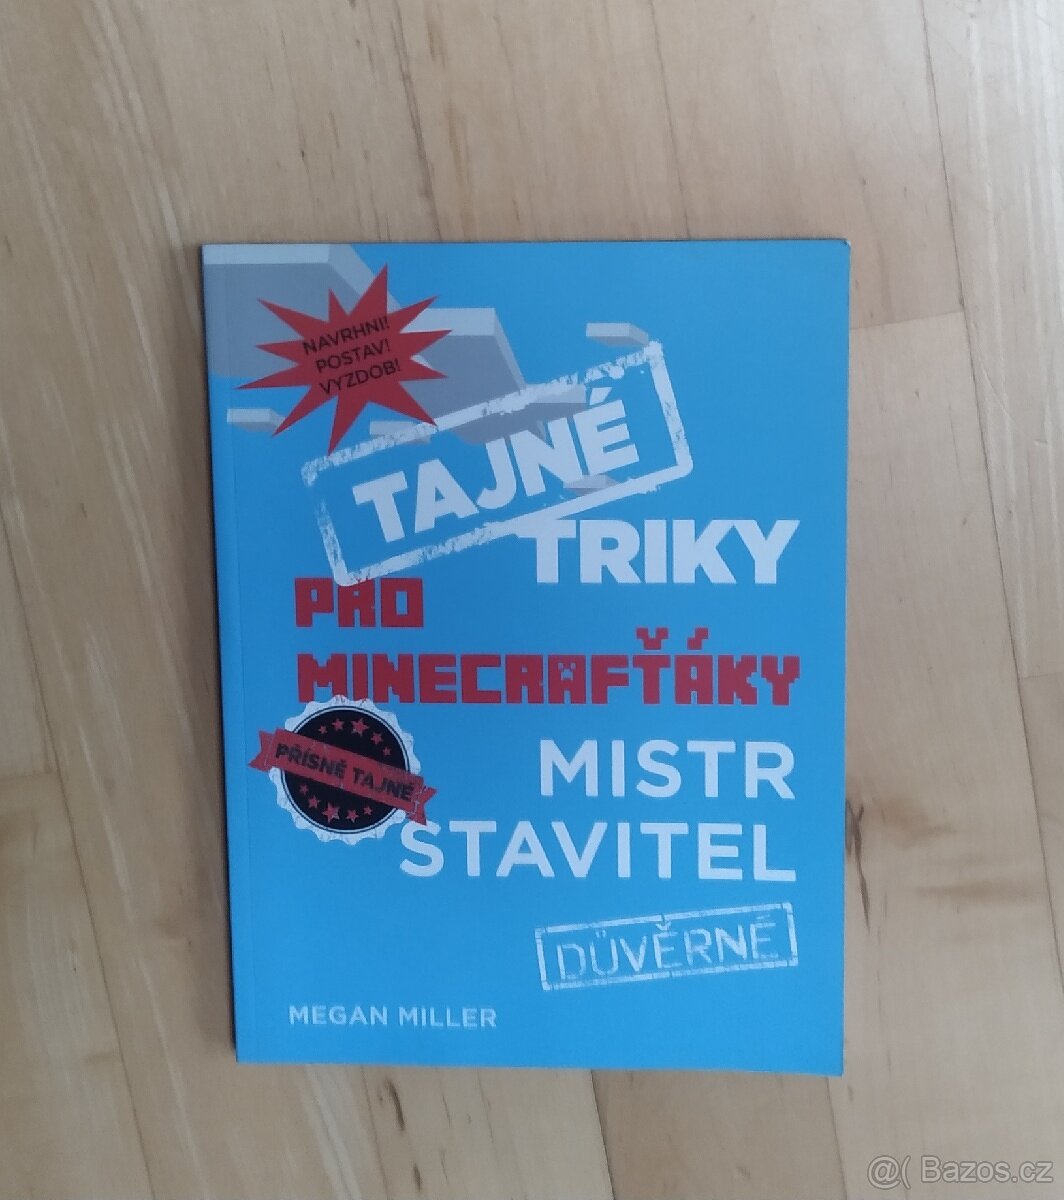 NAVRHNI!
POSTAV!
VYZDOB!
TAJNÉ
TRIKY
PRO
MINECRAFŤÁKY
PŘÍSNĚ TAJNÉ
MISTR
STAVITEL
DŮVĚRNÉ
MEGAN MILLER
@( Bazos.cz